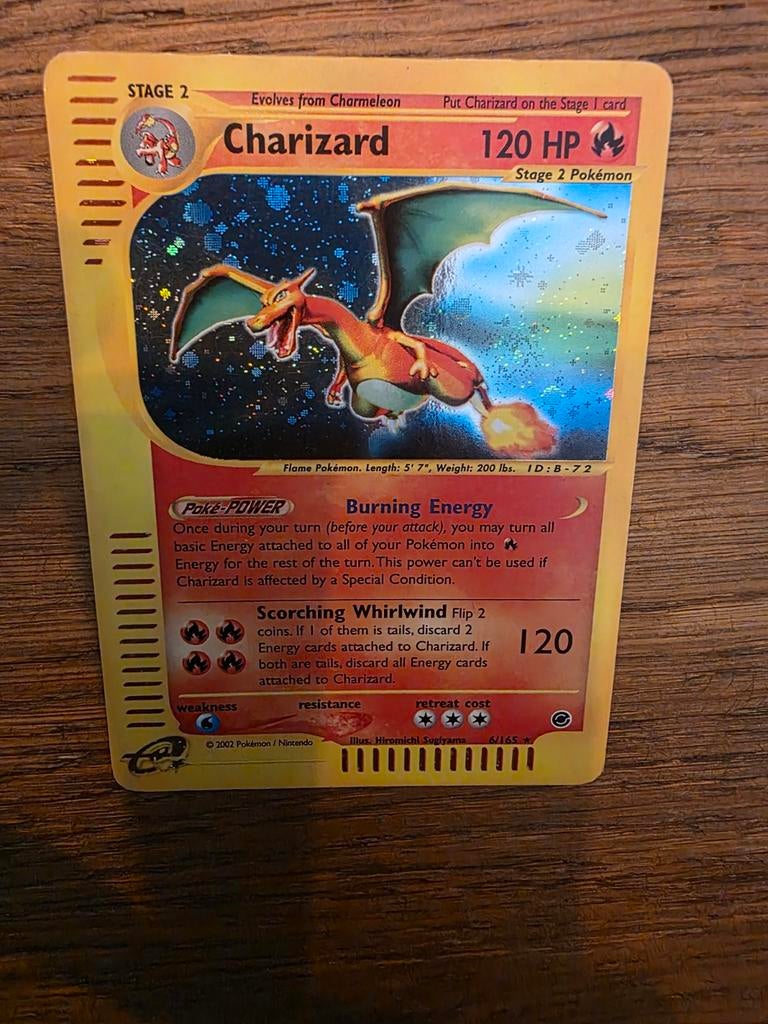 STAGE 2
Evolves from Charmeleon Put Charizard on the Stage 1 card
Charizard 120 HP
Stage 2 Pokémon
Flame Pokémon. Length: 5' 7", Weight: 200 lbs. ID:B-72
Poké-POWER Burning Energy
Once during your turn (before your attack), you may turn all
basic Energy attached to all of your Pokémon into
Energy for the rest of the turn. This power can't be used if
Charizard is affected by a Special Condition.
Scorching Whirlwind Flip 2
coins. If 1 of them is tails, discard 2
Energy cards attached to Charizard. If
both are tails, discard all Energy cards
attached to Charizard.
120
weakness resistance retreat cost
© 2002 Pokémon / Nintendo
Illus. Hiromichi Sugiyama 6/165 ★